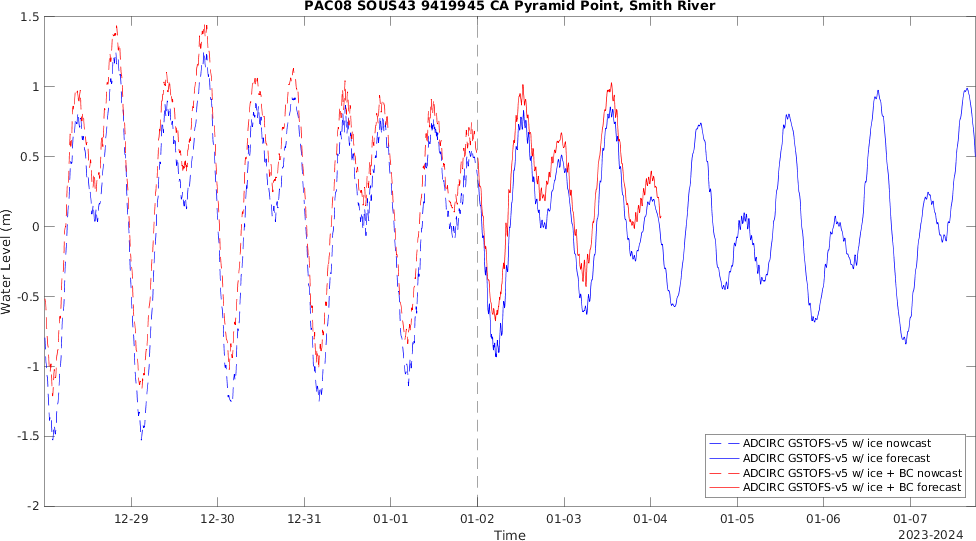 PAC08 SOUS43 9419945 CA Pyramid Point, Smith River
1.5
1
0.5
0
-0.5
-1
-1.5
-2
Water Level (m)
12-29 12-30 12-31 01-01 01-02 01-03 01-04 01-05 01-06 01-07
Time
2023-2024
ADCIRC GSTOFS-v5 w/ ice nowcast
ADCIRC GSTOFS-v5 w/ ice forecast
ADCIRC GSTOFS-v5 w/ ice + BC nowcast
ADCIRC GSTOFS-v5 w/ ice + BC forecast